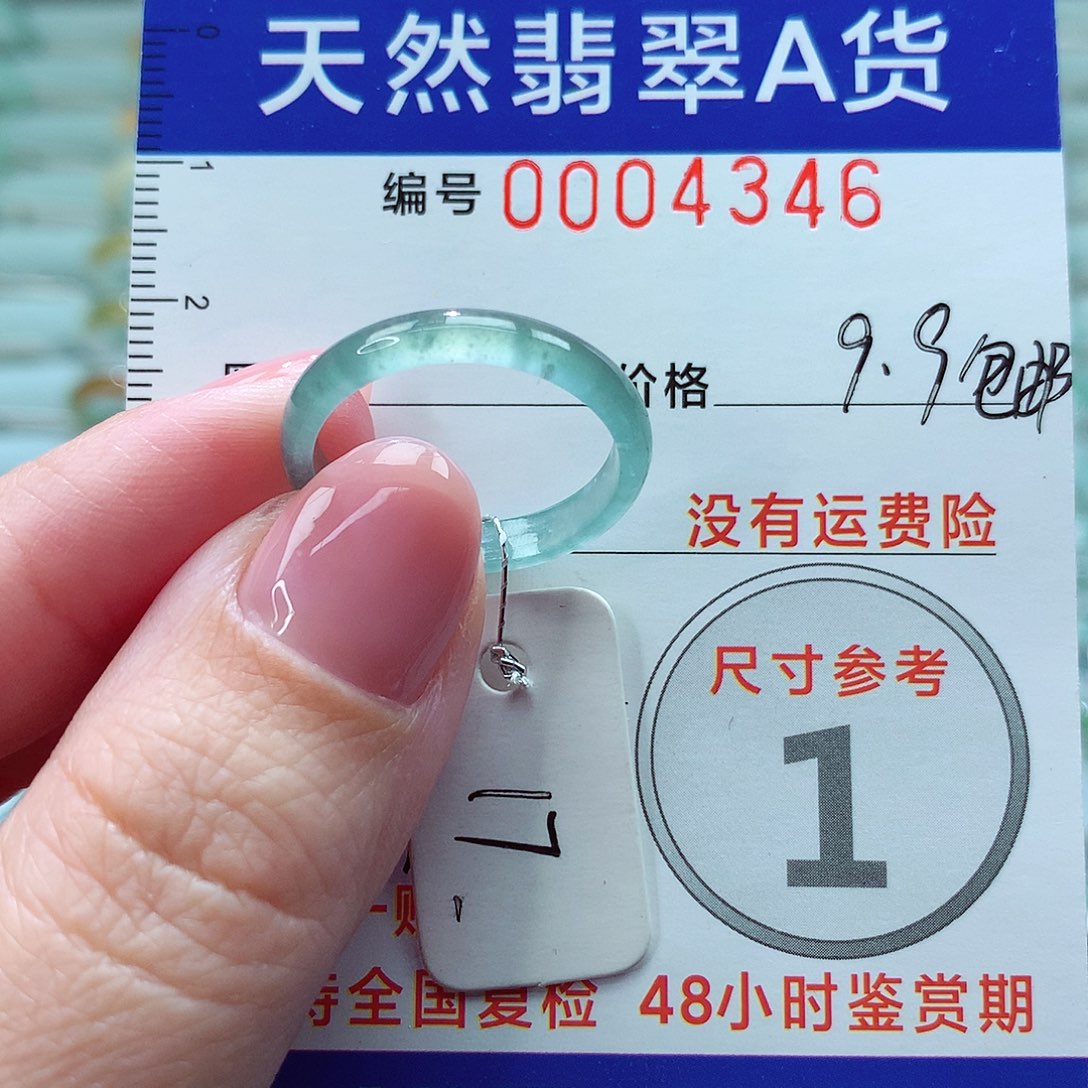 天然翡翠A货
编号 0004346
0
1
2
价格 9.9包邮
没有运费险
尺寸参考
1
17
持全国复检 48小时鉴赏期